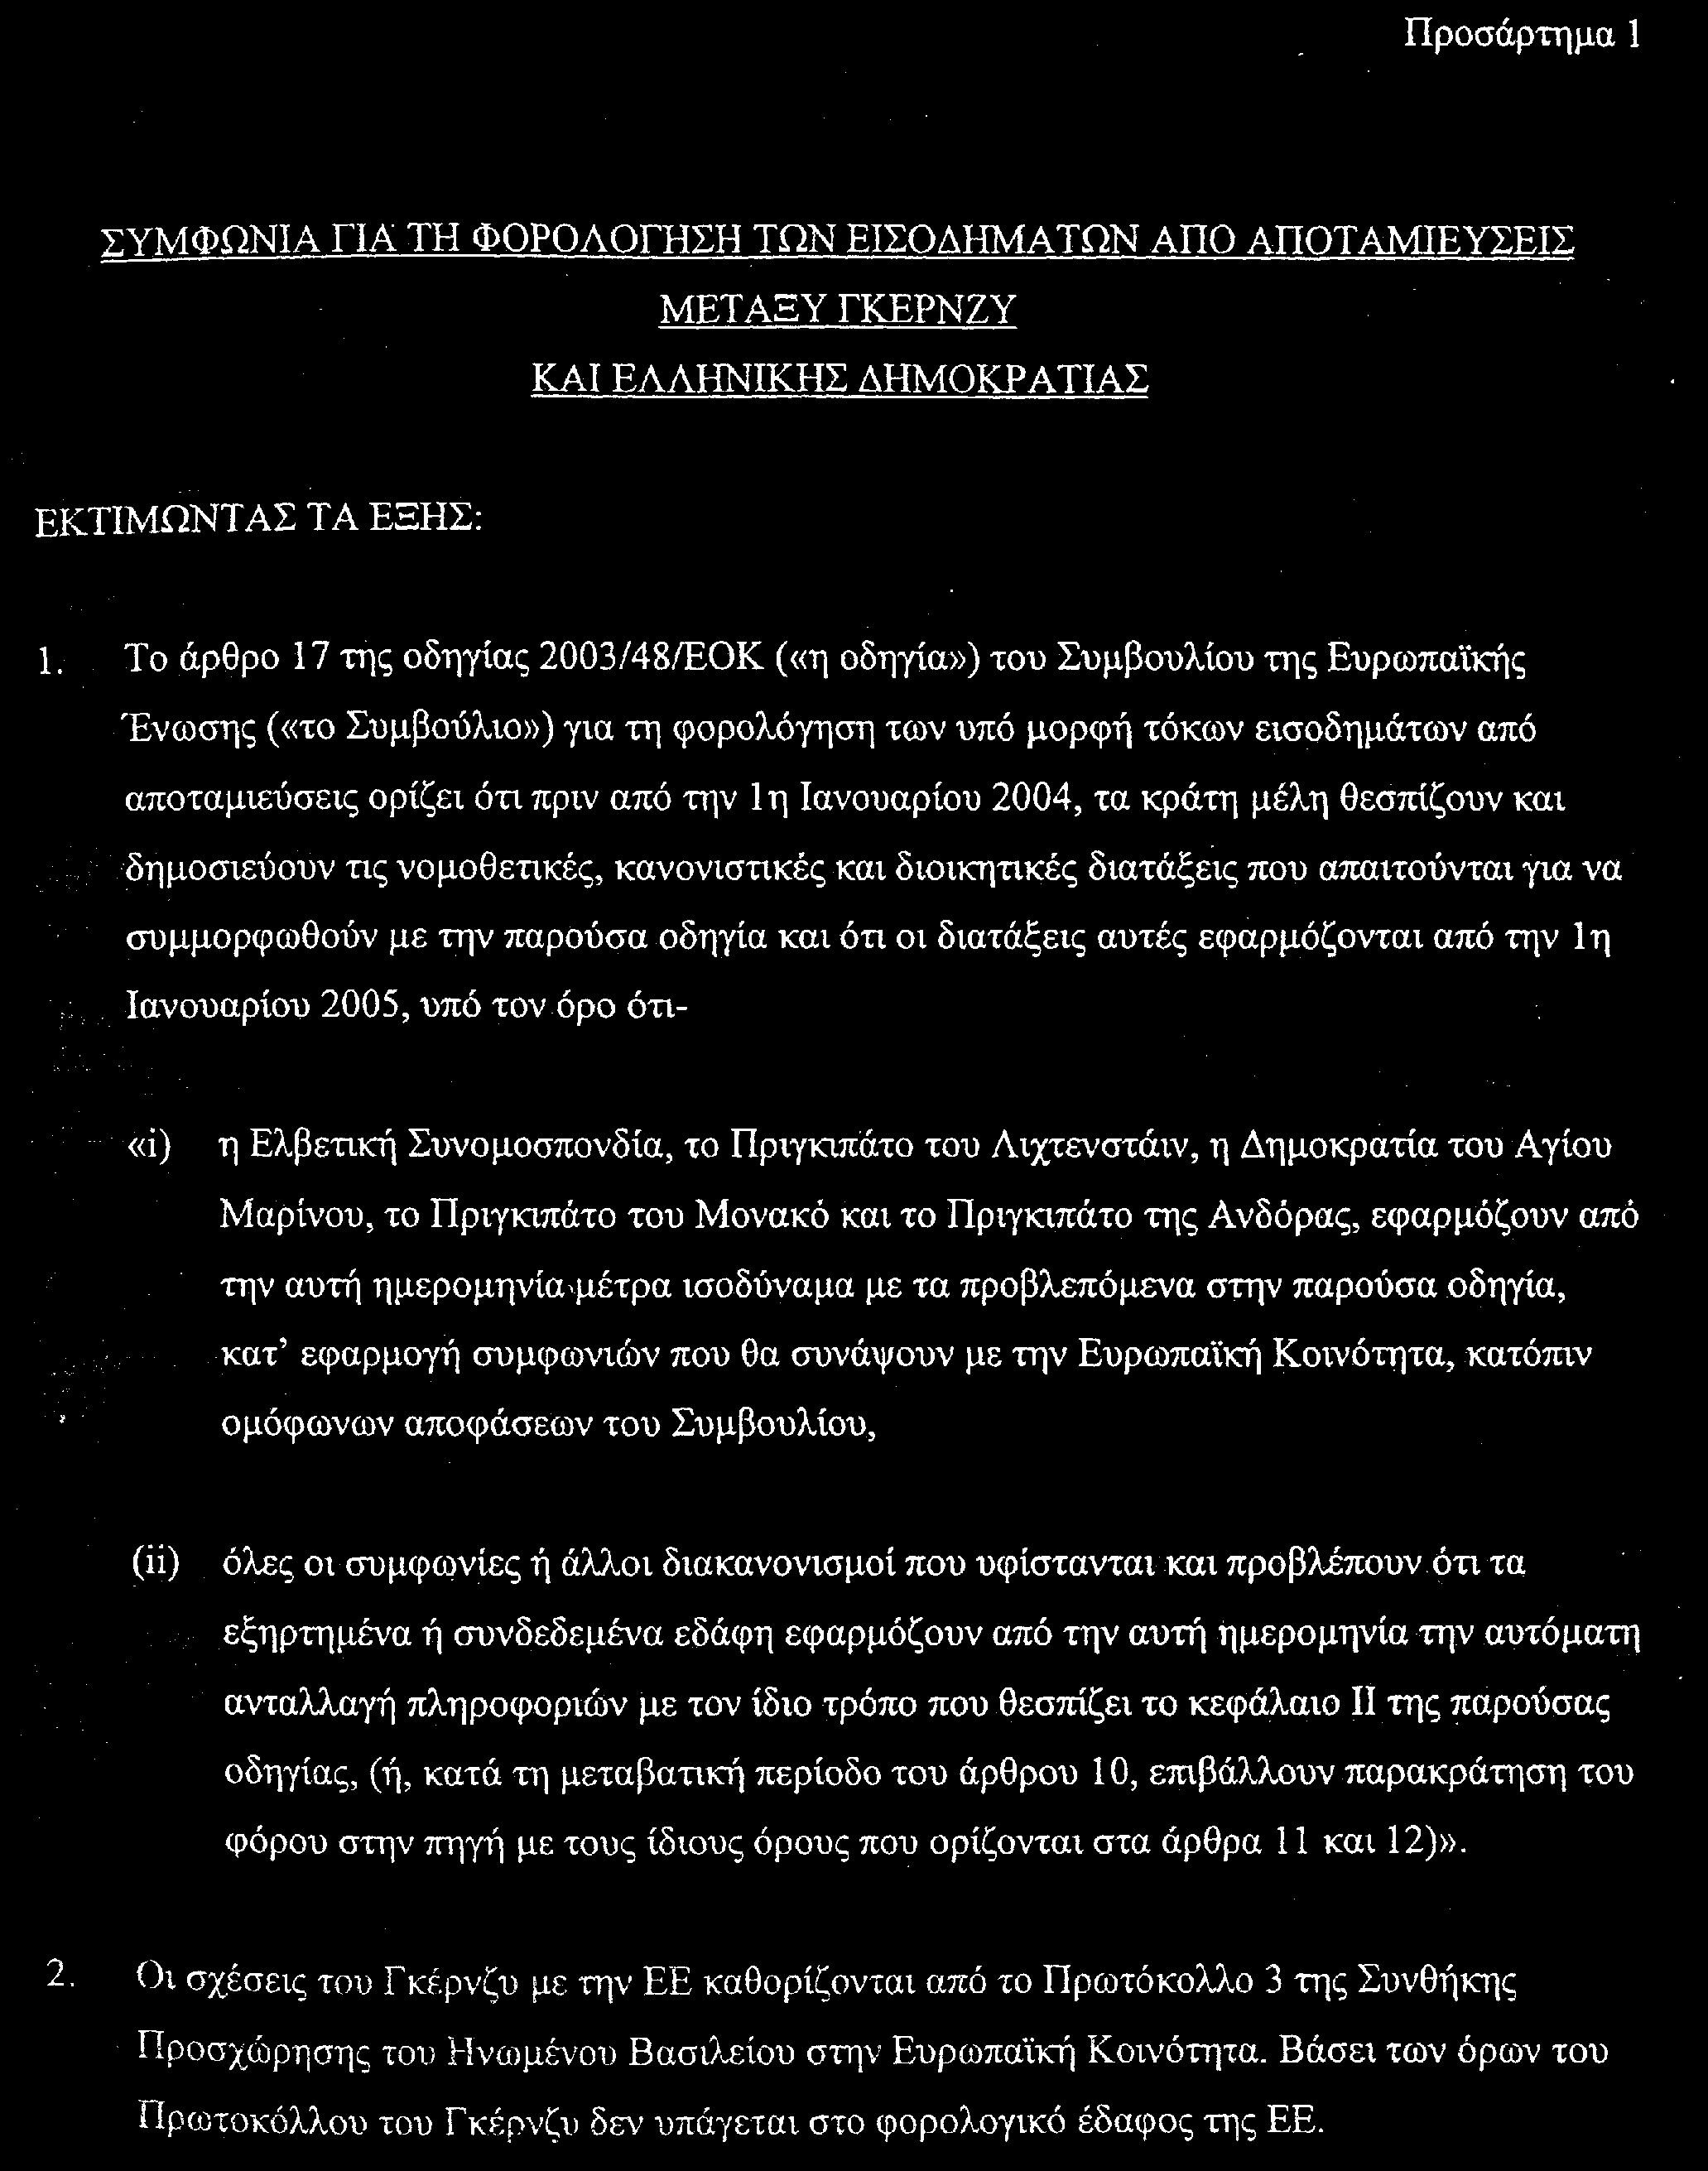 Προσάρτημα 1
ΣΥΜΦΩΝΙΑ ΓΙΑ ΤΗ ΦΟΡΟΛΟΓΗΣΗ ΤΩΝ ΕΙΣΟΔΗΜΑΤΩΝ ΑΠΟ ΑΠΟΤΑΜΙΕΥΣΕΙΣ
ΜΕΤΑΞΥ ΓΚΕΡΝΖΥ
ΚΑΙ ΕΛΛΗΝΙΚΗΣ ΔΗΜΟΚΡΑΤΙΑΣ
ΕΚΤΙΜΩΝΤΑΣ ΤΑ ΕΞΗΣ:
1. Το άρθρο 17 της οδηγίας 2003/48/ΕΟΚ («η οδηγία») του Συμβουλίου της Ευρωπαϊκής
Ένωσης («το Συμβούλιο») για τη φορολόγηση των υπό μορφή τόκων εισοδημάτων από
αποταμιεύσεις ορίζει ότι πριν από την 1η Ιανουαρίου 2004, τα κράτη μέλη θεσπίζουν και
δημοσιεύουν τις νομοθετικές, κανονιστικές και διοικητικές διατάξεις που απαιτούνται για να
συμμορφωθούν με την παρούσα οδηγία και ότι οι διατάξεις αυτές εφαρμόζονται από την 1η
Ιανουαρίου 2005, υπό τον όρο ότι-
«i) η Ελβετική Συνομοσπονδία, το Πριγκιπάτο του Λιχτενστάιν, η Δημοκρατία του Αγίου
Μαρίνου, το Πριγκιπάτο του Μονακό και το Πριγκιπάτο της Ανδόρας, εφαρμόζουν από
την αυτή ημερομηνία μέτρα ισοδύναμα με τα προβλεπόμενα στην παρούσα οδηγία,
κατ’ εφαρμογή συμφωνιών που θα συνάψουν με την Ευρωπαϊκή Κοινότητα, κατόπιν
ομόφωνων αποφάσεων του Συμβουλίου,
(ii) όλες οι συμφωνίες ή άλλοι διακανονισμοί που υφίστανται και προβλέπουν ότι τα
εξηρτημένα ή συνδεδεμένα εδάφη εφαρμόζουν από την αυτή ημερομηνία την αυτόματη
ανταλλαγή πληροφοριών με τον ίδιο τρόπο που θεσπίζει το κεφάλαιο II της παρούσας
οδηγίας, (ή, κατά τη μεταβατική περίοδο του άρθρου 10, επιβάλλουν παρακράτηση του
φόρου στην πηγή με τους ίδιους όρους που ορίζονται στα άρθρα 11 και 12)».
2. Οι σχέσεις του Γκέρνζυ με την ΕΕ καθορίζονται από το Πρωτόκολλο 3 της Συνθήκης
Προσχώρησης του Ηνωμένου Βασιλείου στην Ευρωπαϊκή Κοινότητα. Βάσει των όρων του
Πρωτοκόλλου του Γκέρνζυ δεν υπάγεται στο φορολογικό έδαφος της ΕΕ.